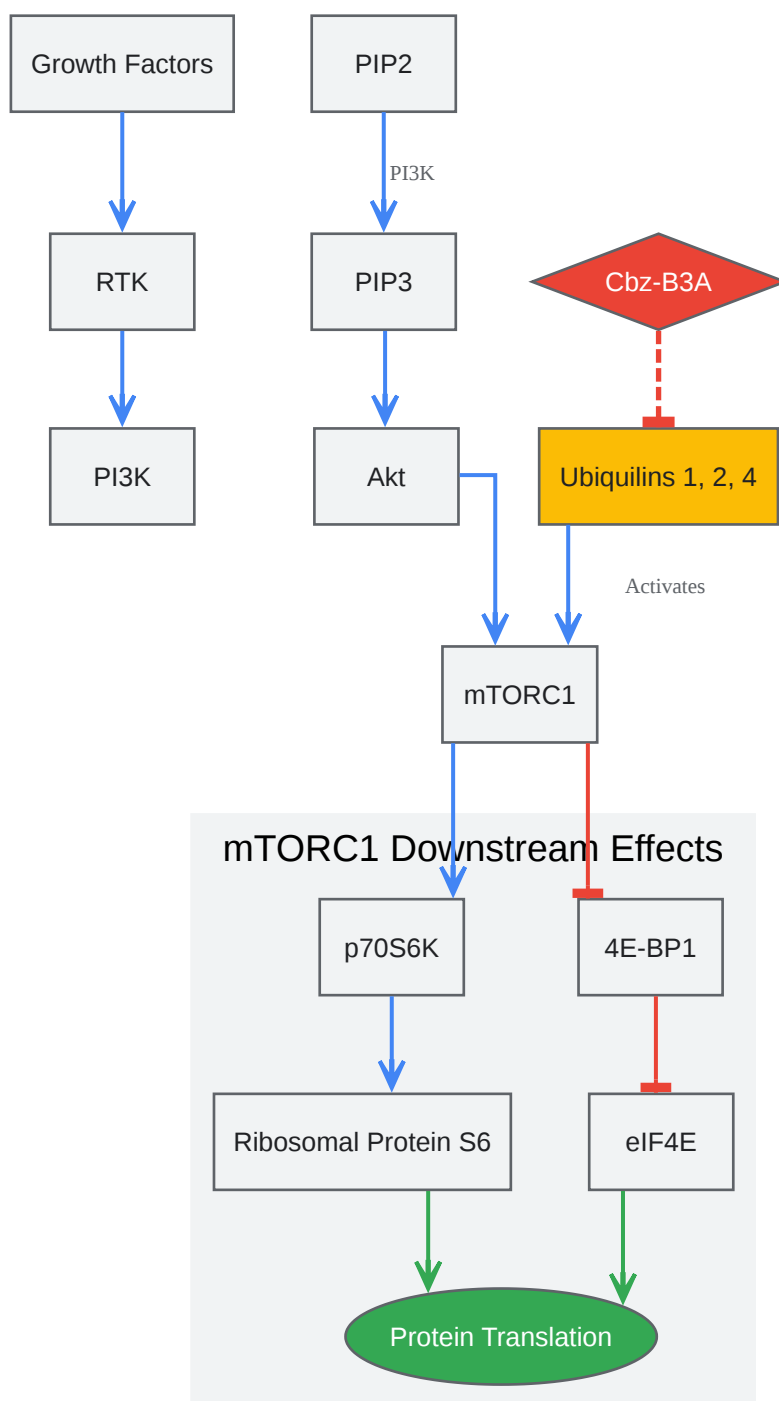 Growth Factors
PIP2
PI3K
RTK
PIP3
Cbz-B3A
PI3K
Akt
Ubiquilins 1, 2, 4
Activates
mTORC1
mTORC1 Downstream Effects
p70S6K
4E-BP1
Ribosomal Protein S6
eIF4E
Protein Translation